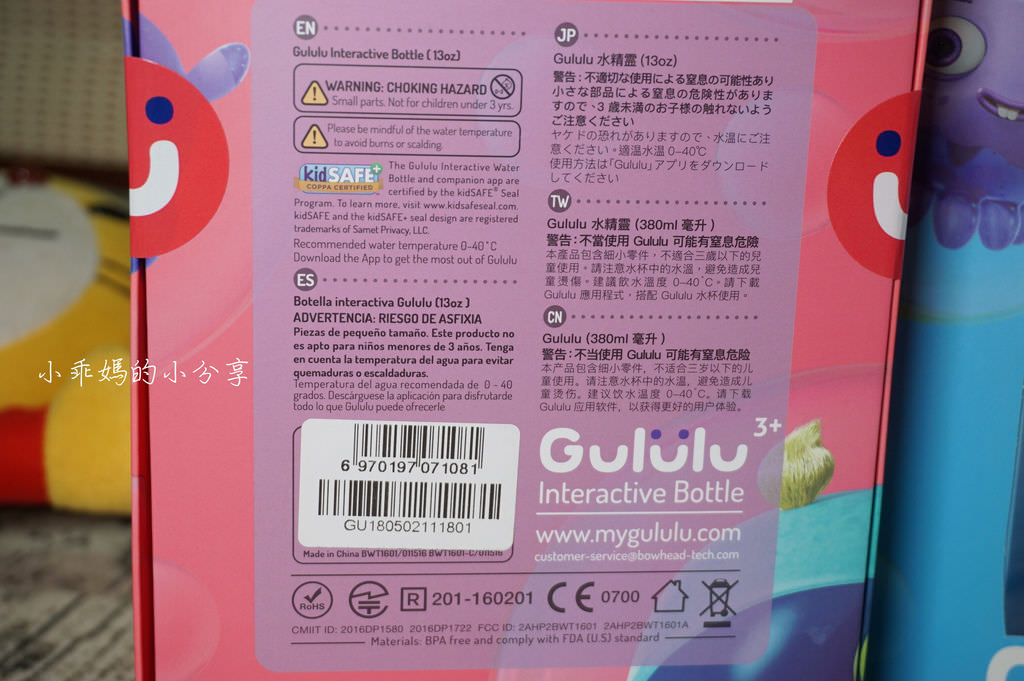 EN
Gululu Interactive Bottle ( 13oz)
WARNING: CHOKING HAZARD
Small parts. Not for children under 3 yrs.
Please be mindful of the water temperature
to avoid burns or scalding.
kidSAFE+
COPPA CERTIFIED
The Gululu Interactive Water
Bottle and companion app are
certified by the kidSAFE® Seal
Program. To learn more, visit www.kidsafeseal.com.
kidSAFE and the kidSAFE+ seal design are registered
trademarks of Samet Privacy, LLC.
Recommended water temperature 0-40˚C
Download the App to get the most out of Gululu
ES
Botella interactiva Gululu (13oz )
ADVERTENCIA: RIESGO DE ASFIXIA
Piezas de pequeño tamaño. Este producto no
es apto para niños menores de 3 años. Tenga
en cuenta la temperatura del agua para evitar
quemaduras o escaldaduras.
Temperatura del agua recomendada de 0 - 40
grados. Descárguese la aplicación para disfrutarde
todo lo que Gululu puede ofrecerle
6 970197 071081
GU180502111801
Made in China BWT1601/011516 BWT1601-C/011516
JP
Gululu 水精靈 (13oz)
警告：不適切な使用による窒息の可能性あり
小さな部品による窒息の危険性がありま
すので、3 歳未満のお子様の触れないよう
ご注意ください
ヤケドの恐れがありますので、水温にご注
意ください。適温水温 0-40℃
使用方法は「Gululu」アプリをダウンロード
してください
TW
Gululu 水精靈 (380ml 毫升 )
警告：不當使用 Gululu 可能有窒息危險
本產品包含細小零件，不適合三歲以下的兒
童使用。請注意水杯中的水溫，避免造成兒
童燙傷。建議飲水溫度 0-40˚C。請下載
Gululu 應用程式，搭配 Gululu 水杯使用。
CN
Gululu (380ml 毫升 )
警告：不当使用 Gululu 可能有窒息危险
本产品包含细小零件，不适合三岁以下的儿
童使用。请注意水杯中的水温，避免造成儿
童烫伤。建议饮水温度 0-40˚C。请下载
Gululu 应用软件，以获得更好的用户体验。
Gululu 3+
Interactive Bottle
www.mygululu.com
customer-service@bowhead-tech.com
RoHS
R 201-160201 CE 0700
CMIIT ID: 2016DP1580 2016DP1722 FCC ID: 2AHP2BWT1601 2AHP2BWT1601A
Materials: BPA free and comply with FDA (U.S) standard
小乖媽的小分享